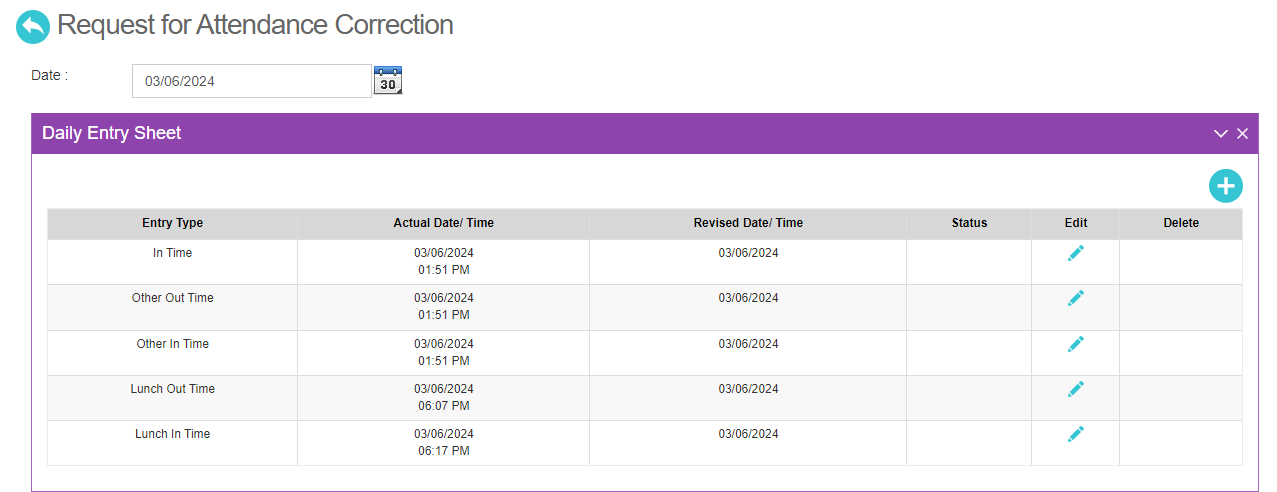 Request for Attendance Correction
Date :
03/06/2024
30
Daily Entry Sheet
Entry Type Actual Date/ Time Revised Date/ Time Status Edit Delete
In Time 03/06/2024 03/06/2024
01:51 PM
Other Out Time 03/06/2024 03/06/2024
01:51 PM
Other In Time 03/06/2024 03/06/2024
01:51 PM
Lunch Out Time 03/06/2024 03/06/2024
06:07 PM
Lunch In Time 03/06/2024 03/06/2024
06:17 PM